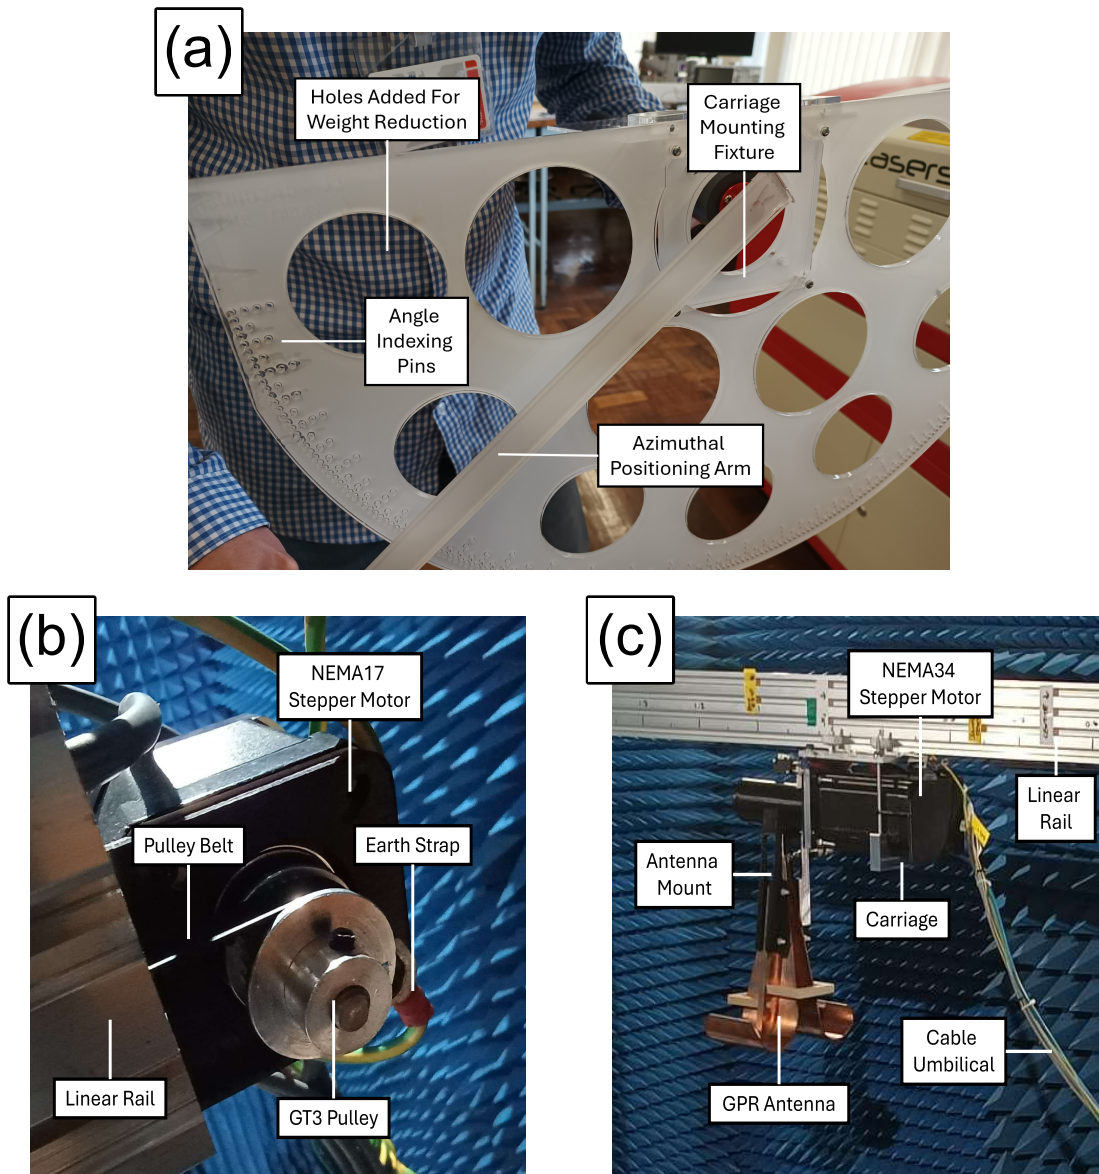 (a)
Holes Added For
Weight Reduction
Carriage
Mounting
Fixture
Lasers
Angle
Indexing
Pins
Azimuthal
Positioning Arm
(b)
NEMA17
Stepper Motor
Pulley Belt
Earth Strap
Linear Rail
GT3 Pulley
(c)
NEMA34
Stepper Motor
Linear
Rail
Antenna
Mount
Carriage
Cable
Umbilical
GPR Antenna